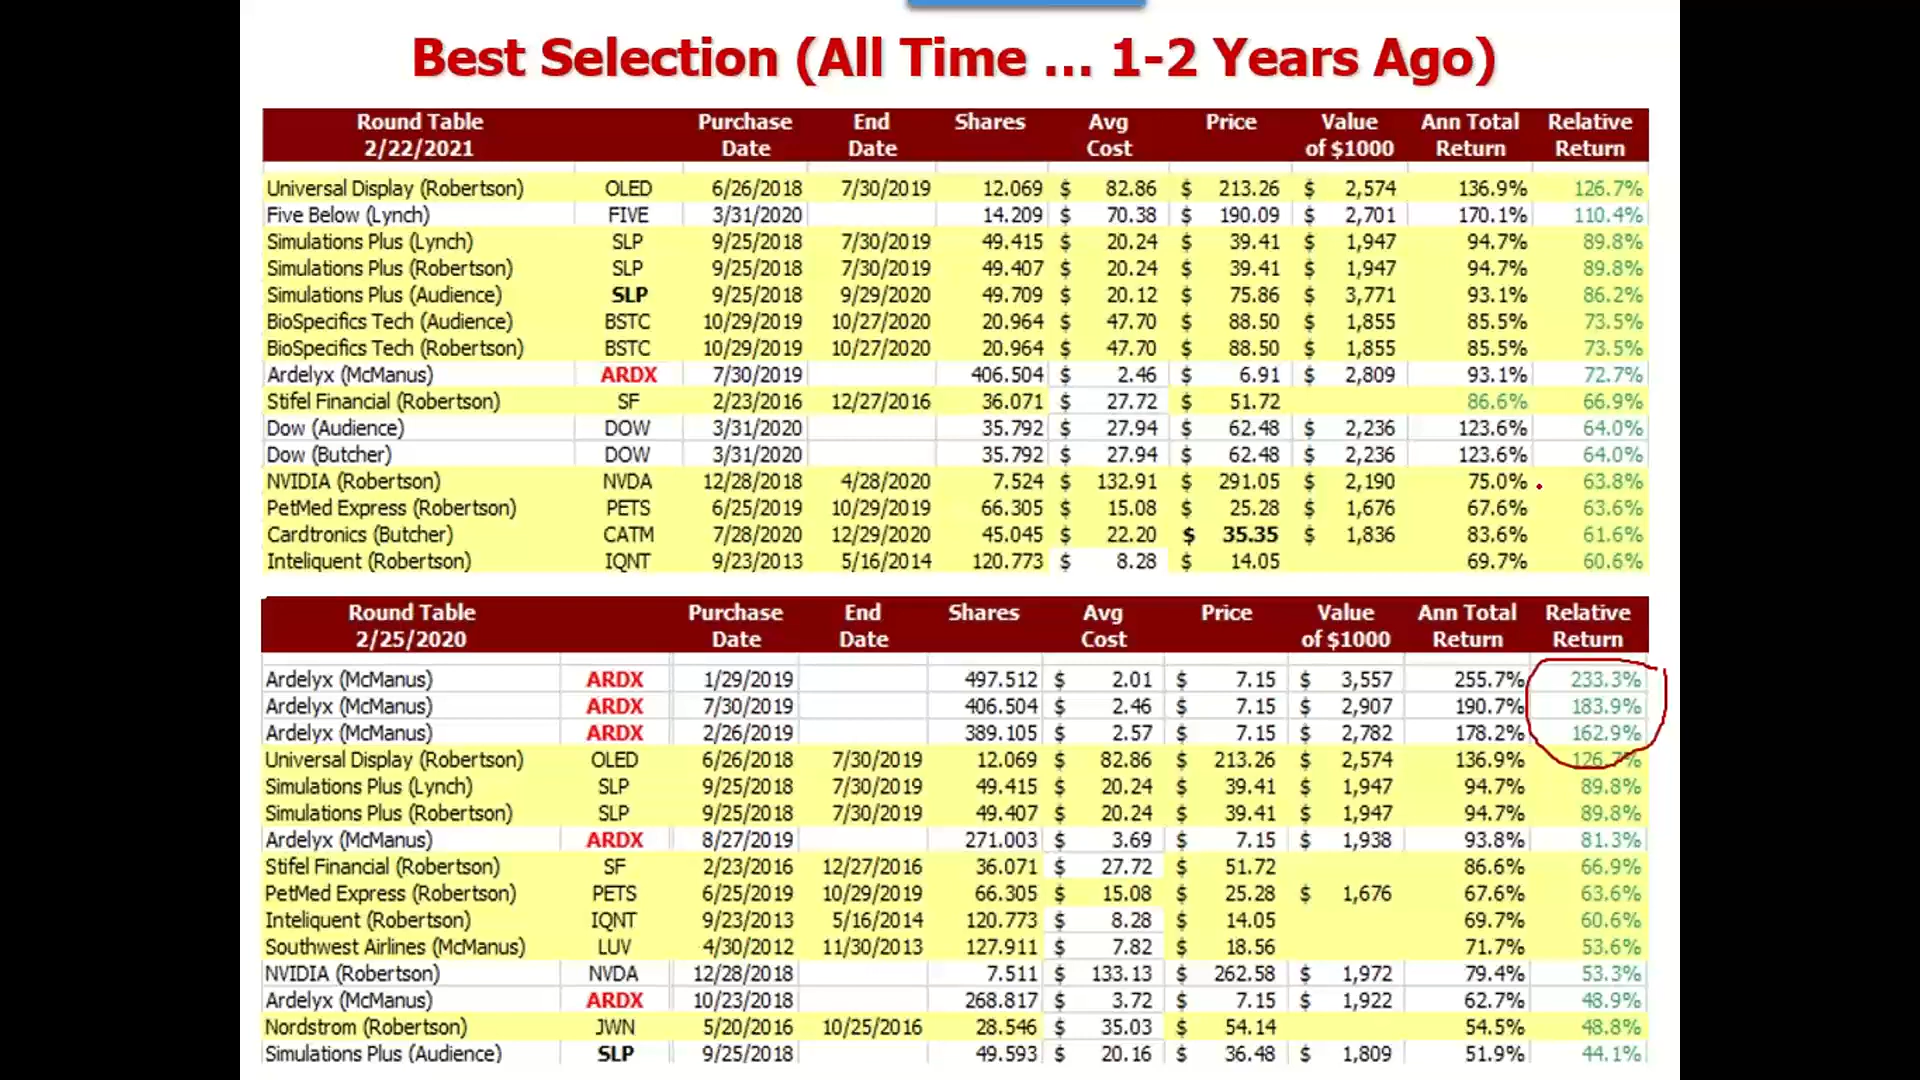 Best Selection (All Time ... 1-2 Years Ago)
Round Table Purchase End Shares Avg Price Value Ann Total Relative
2/22/2021 Date Date Cost of $1000 Return Return
Universal Display (Robertson) OLED 6/26/2018 7/30/2019 12.069 $ 82.86 $ 213.26 $ 2,574 136.9% 126.7%
Five Below (Lynch) FIVE 3/31/2020 14.209 $ 70.38 $ 190.09 $ 2,701 170.1% 110.4%
Simulations Plus (Lynch) SLP 9/25/2018 7/30/2019 49.415 $ 20.24 $ 39.41 $ 1,947 94.7% 89.8%
Simulations Plus (Robertson) SLP 9/25/2018 7/30/2019 49.407 $ 20.24 $ 39.41 $ 1,947 94.7% 89.8%
Simulations Plus (Audience) SLP 9/25/2018 9/29/2020 49.709 $ 20.12 $ 75.86 $ 3,771 93.1% 86.2%
BioSpecifics Tech (Audience) BSTC 10/29/2019 10/27/2020 20.964 $ 47.70 $ 88.50 $ 1,855 85.5% 73.5%
BioSpecifics Tech (Robertson) BSTC 10/29/2019 10/27/2020 20.964 $ 47.70 $ 88.50 $ 1,855 85.5% 73.5%
Ardelyx (McManus) ARDX 7/30/2019 406.504 $ 2.46 $ 6.91 $ 2,809 93.1% 72.7%
Stifel Financial (Robertson) SF 2/23/2016 12/27/2016 36.071 $ 27.72 $ 51.72 86.6% 66.9%
Dow (Audience) DOW 3/31/2020 35.792 $ 27.94 $ 62.48 $ 2,236 123.6% 64.0%
Dow (Butcher) DOW 3/31/2020 35.792 $ 27.94 $ 62.48 $ 2,236 123.6% 64.0%
NVIDIA (Robertson) NVDA 12/28/2018 4/28/2020 7.524 $ 132.91 $ 291.05 $ 2,190 75.0% 63.8%
PetMed Express (Robertson) PETS 6/25/2019 10/29/2019 66.305 $ 15.08 $ 25.28 $ 1,676 67.6% 63.6%
Cardtronics (Butcher) CATM 7/28/2020 12/29/2020 45.045 $ 22.20 $ 35.35 $ 1,836 83.6% 61.6%
Inteliquent (Robertson) IQNT 9/23/2013 5/16/2014 120.773 $ 8.28 $ 14.05 69.7% 60.6%
Round Table Purchase End Shares Avg Price Value Ann Total Relative
2/25/2020 Date Date Cost of $1000 Return Return
Ardelyx (McManus) ARDX 1/29/2019 497.512 $ 2.01 $ 7.15 $ 3,557 255.7% 233.3%
Ardelyx (McManus) ARDX 7/30/2019 406.504 $ 2.46 $ 7.15 $ 2,907 190.7% 183.9%
Ardelyx (McManus) ARDX 2/26/2019 389.105 $ 2.57 $ 7.15 $ 2,782 178.2% 162.9%
Universal Display (Robertson) OLED 6/26/2018 7/30/2019 12.069 $ 82.86 $ 213.26 $ 2,574 136.9% 126.7%
Simulations Plus (Lynch) SLP 9/25/2018 7/30/2019 49.415 $ 20.24 $ 39.41 $ 1,947 94.7% 89.8%
Simulations Plus (Robertson) SLP 9/25/2018 7/30/2019 49.407 $ 20.24 $ 39.41 $ 1,947 94.7% 89.8%
Ardelyx (McManus) ARDX 8/27/2019 271.003 $ 3.69 $ 7.15 $ 1,938 93.8% 81.3%
Stifel Financial (Robertson) SF 2/23/2016 12/27/2016 36.071 $ 27.72 $ 51.72 86.6% 66.9%
PetMed Express (Robertson) PETS 6/25/2019 10/29/2019 66.305 $ 15.08 $ 25.28 $ 1,676 67.6% 63.6%
Inteliquent (Robertson) IQNT 9/23/2013 5/16/2014 120.773 $ 8.28 $ 14.05 69.7% 60.6%
Southwest Airlines (McManus) LUV 4/30/2012 11/30/2013 127.911 $ 7.82 $ 18.56 71.7% 53.6%
NVIDIA (Robertson) NVDA 12/28/2018 7.511 $ 133.13 $ 262.58 $ 1,972 79.4% 53.3%
Ardelyx (McManus) ARDX 10/23/2018 268.817 $ 3.72 $ 7.15 $ 1,922 62.7% 48.9%
Nordstrom (Robertson) JWN 5/20/2016 10/25/2016 28.546 $ 35.03 $ 54.14 54.5% 48.8%
Simulations Plus (Audience) SLP 9/25/2018 49.593 $ 20.16 $ 36.48 $ 1,809 51.9% 44.1%